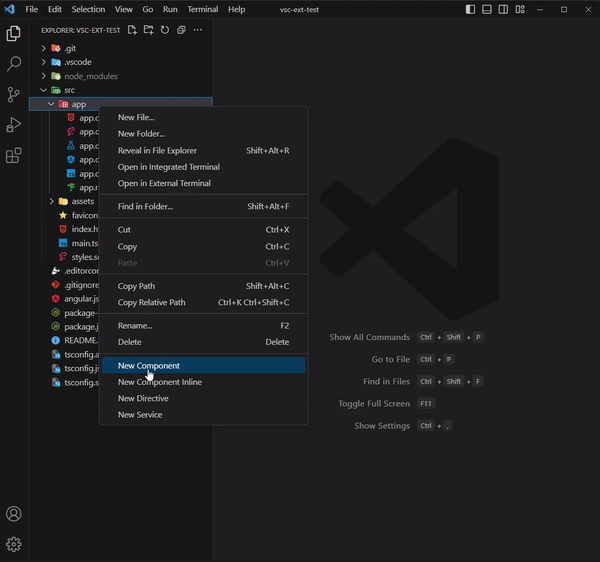 File Edit Selection View Go Run Terminal Help vsc-ext-test
EXPLORER: VSC-EXT-TEST
.git
.vscode
node_modules
src
app
app.c
app.c
app.c
app.c
app.c
app.r
assets
favicon
index.h
main.ts
styles.sc
.editorcor
.gitignore
angular.js
package-
package.j
README.
tsconfig.a
tsconfig.js
tsconfig.s
New File...
New Folder...
Reveal in File Explorer Shift+Alt+R
Open in Integrated Terminal
Open in External Terminal
Find in Folder... Shift+Alt+F
Cut Ctrl+X
Copy Ctrl+C
Paste Ctrl+V
Copy Path Shift+Alt+C
Copy Relative Path Ctrl+K Ctrl+Shift+C
Rename... F2
Delete Delete
New Component
New Component Inline
New Directive
New Service
Show All Commands Ctrl + Shift + P
Go to File Ctrl + P
Find in Files Ctrl + Shift + F
Toggle Full Screen F11
Show Settings Ctrl + ,